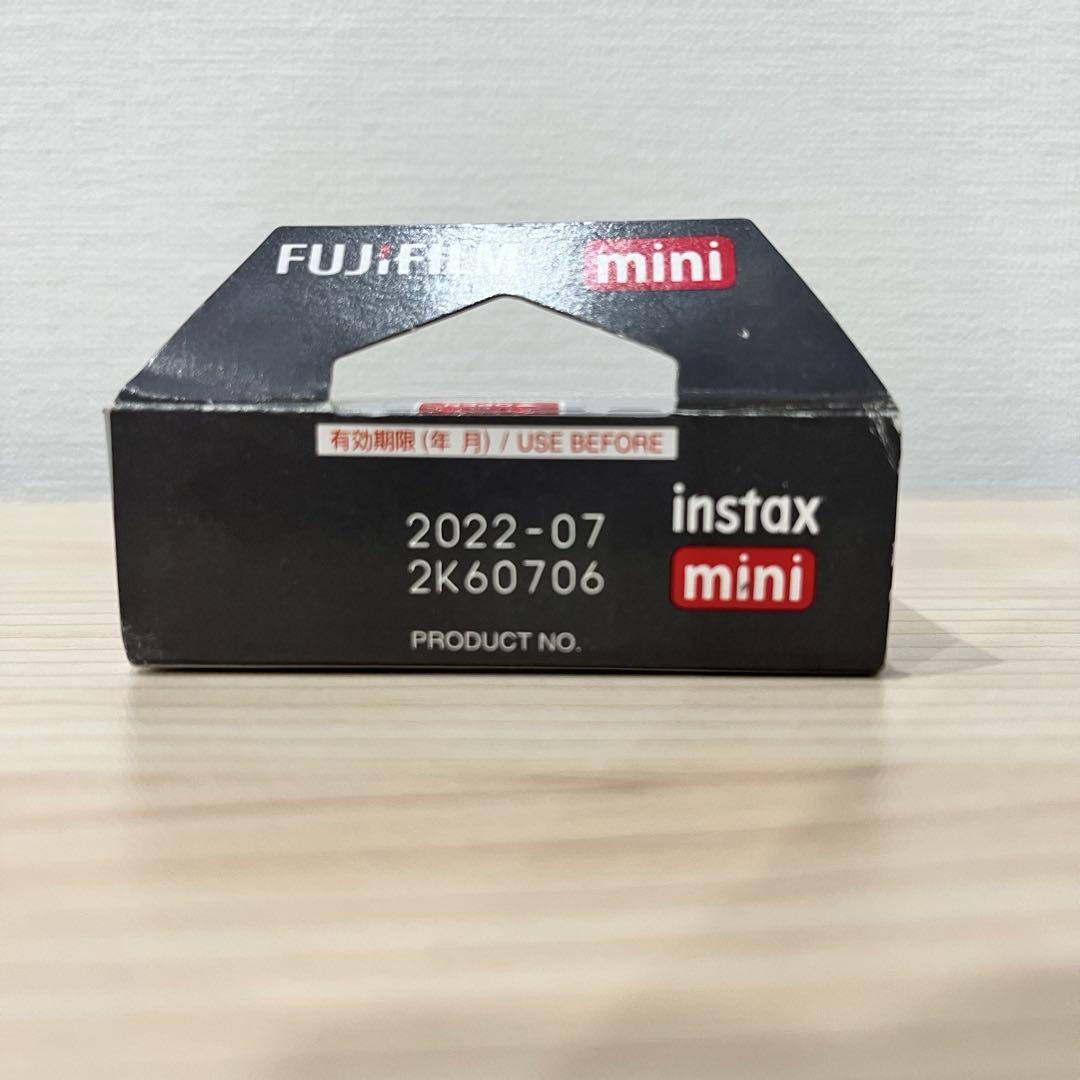 FUJIFILM mini
有効期限(年 月) / USE BEFORE
2022-07
2K60706
PRODUCT NO.
instax
mini